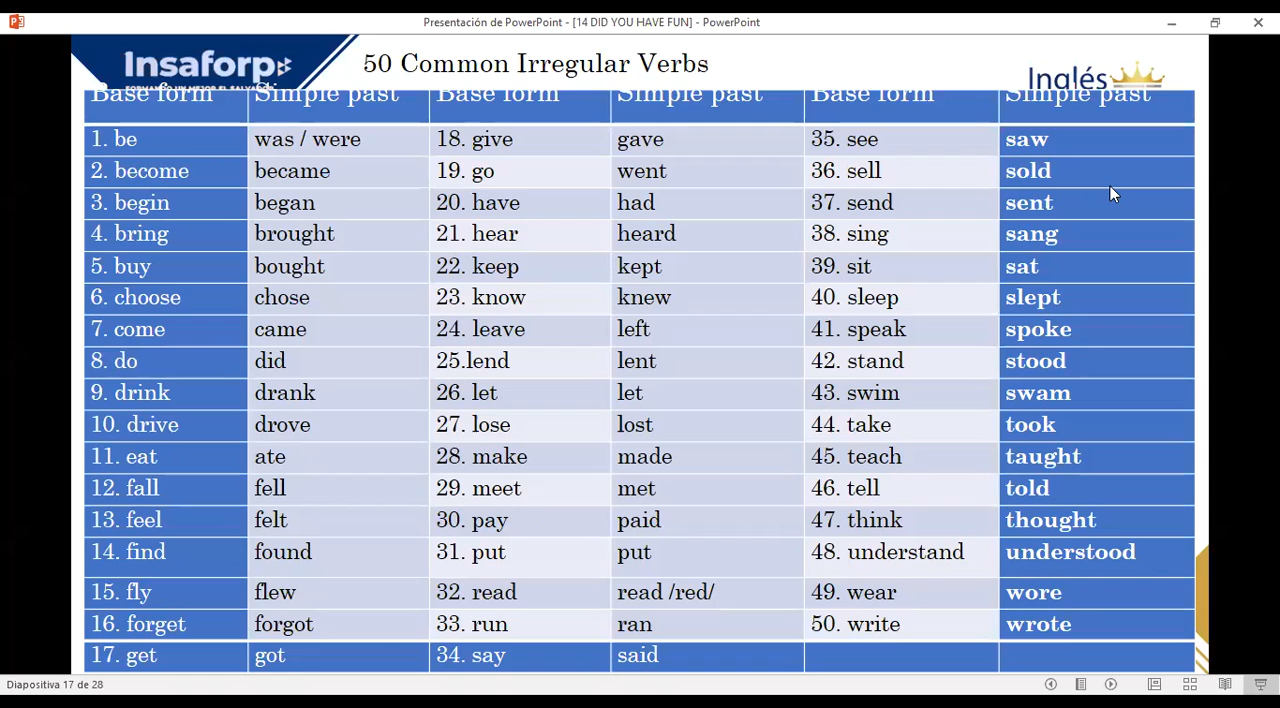 Presentación de PowerPoint - [14 DID YOU HAVE FUN] - PowerPoint
Insaforp
50 Common Irregular Verbs
Inglés
Base form Simple past Base form Simple past Base form Simple past
1. be was / were 18. give gave 35. see saw
2. become became 19. go went 36. sell sold
3. begin began 20. have had 37. send sent
4. bring brought 21. hear heard 38. sing sang
5. buy bought 22. keep kept 39. sit sat
6. choose chose 23. know knew 40. sleep slept
7. come came 24. leave left 41. speak spoke
8. do did 25.lend lent 42. stand stood
9. drink drank 26. let let 43. swim swam
10. drive drove 27. lose lost 44. take took
11. eat ate 28. make made 45. teach taught
12. fall fell 29. meet met 46. tell told
13. feel felt 30. pay paid 47. think thought
14. find found 31. put put 48. understand understood
15. fly flew 32. read read /red/ 49. wear wore
16. forget forgot 33. run ran 50. write wrote
17. get got 34. say said
Diapositiva 17 de 28